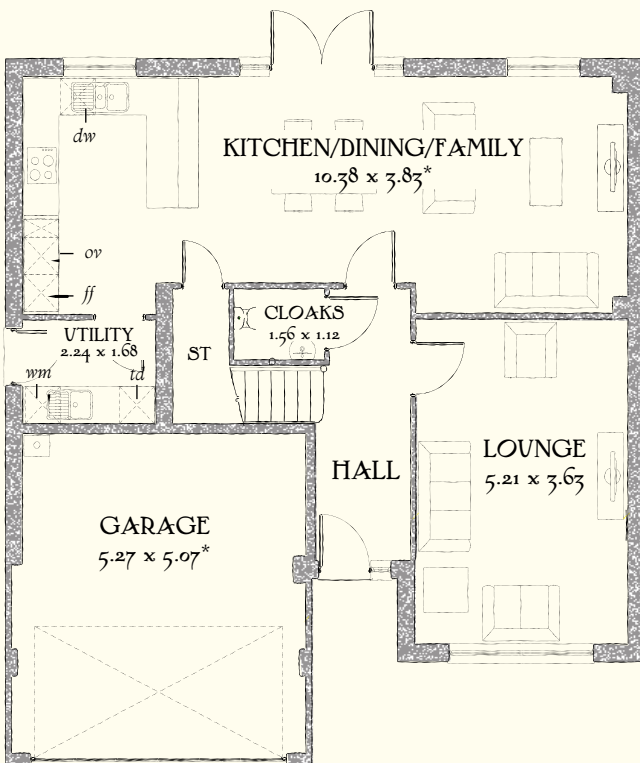 dw
KITCHEN/DINING/FAMILY
10.38 x 3.83*
ov
ff
CLOAKS
1.56 x 1.12
UTILITY
2.24 x 1.68
ST
wm
td
LOUNGE
5.21 x 3.63
HALL
GARAGE
5.27 x 5.07*